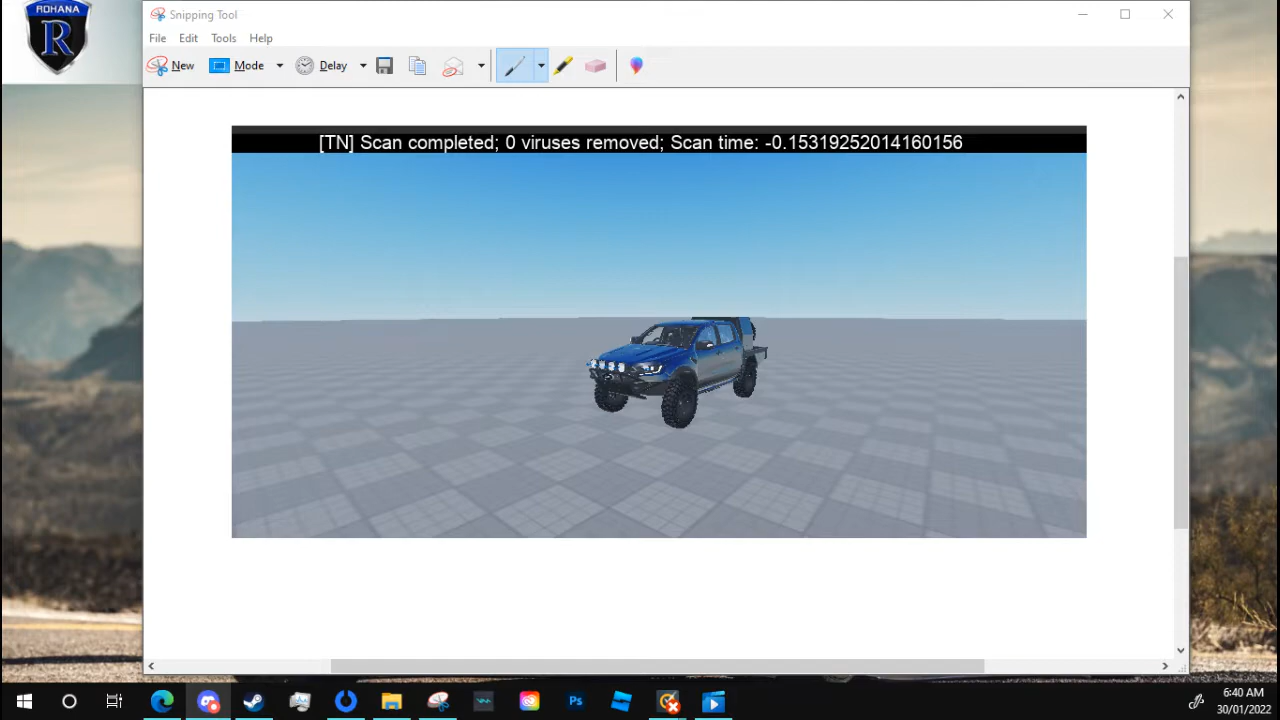 ROHANA
R
Snipping Tool
File Edit Tools Help
New Mode Delay
[TN] Scan completed; 0 viruses removed; Scan time: -0.15319252014160156
Ps
6:40 AM
30/01/2022